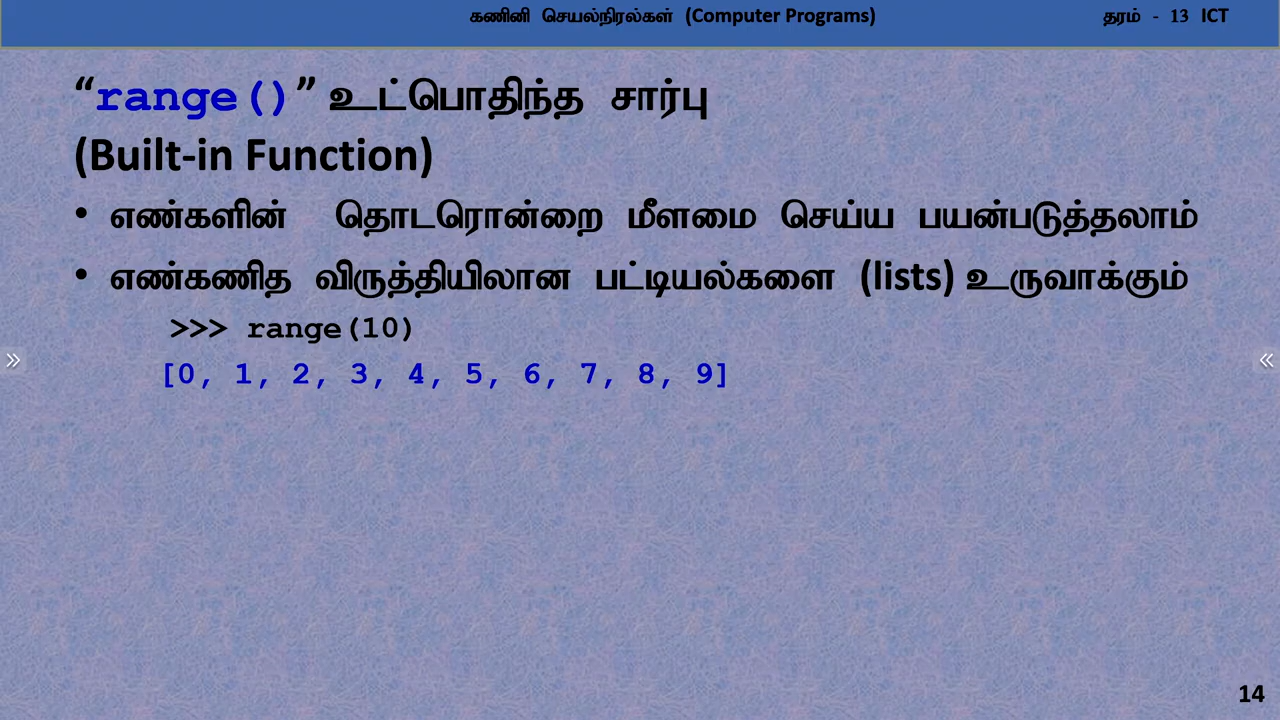 கணினி செயல்நிரல்கள் (Computer Programs) தரம் - 13 ICT
“range()” உட்பொதிந்த சார்பு
(Built-in Function)
• எண்களின் தொடரொன்றை மீளமை செய்ய பயன்படுத்தலாம்
• எண்கணித விருத்தியிலான பட்டியல்களை (lists) உருவாக்கும்
>>> range(10)
[0, 1, 2, 3, 4, 5, 6, 7, 8, 9]
14